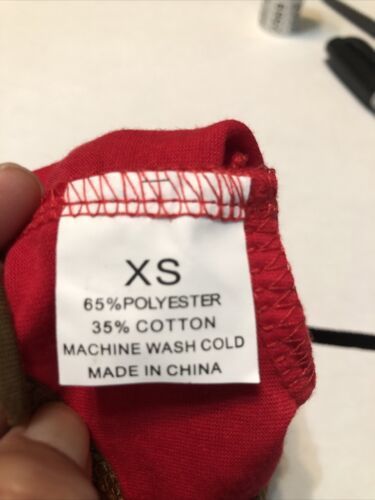 XS
65%POLYESTER
35% COTTON
MACHINE WASH COLD
MADE IN CHINA